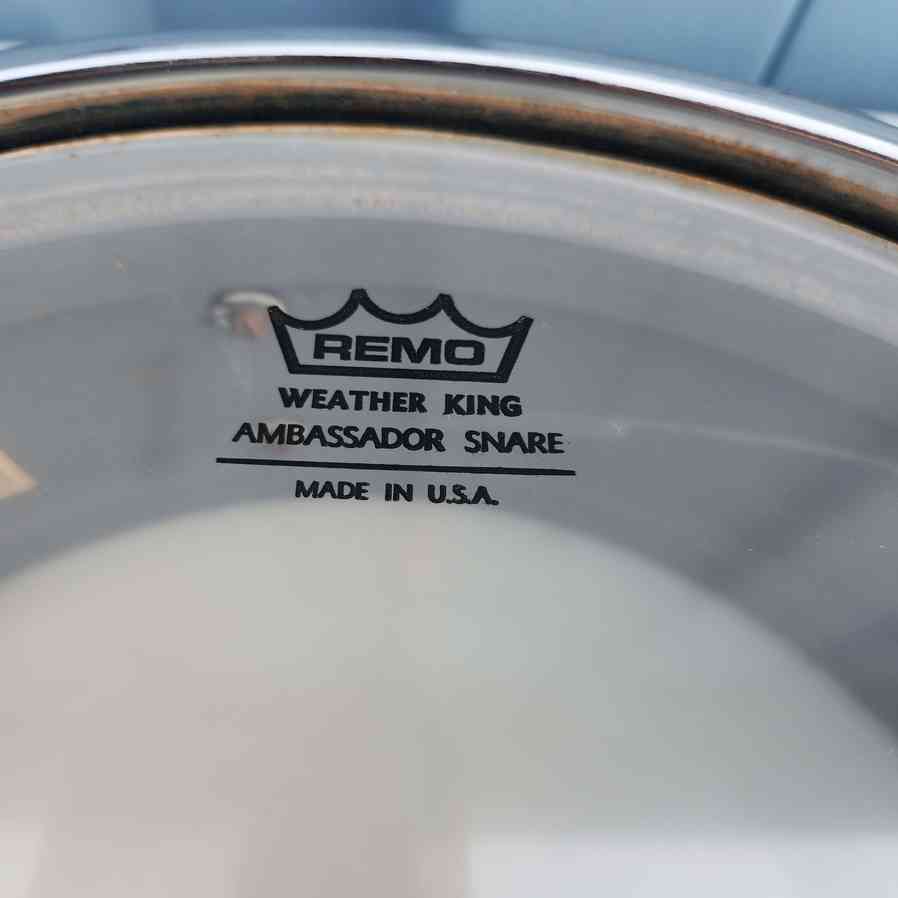 REMO
WEATHER KING
AMBASSADOR SNARE
MADE IN U.S.A.